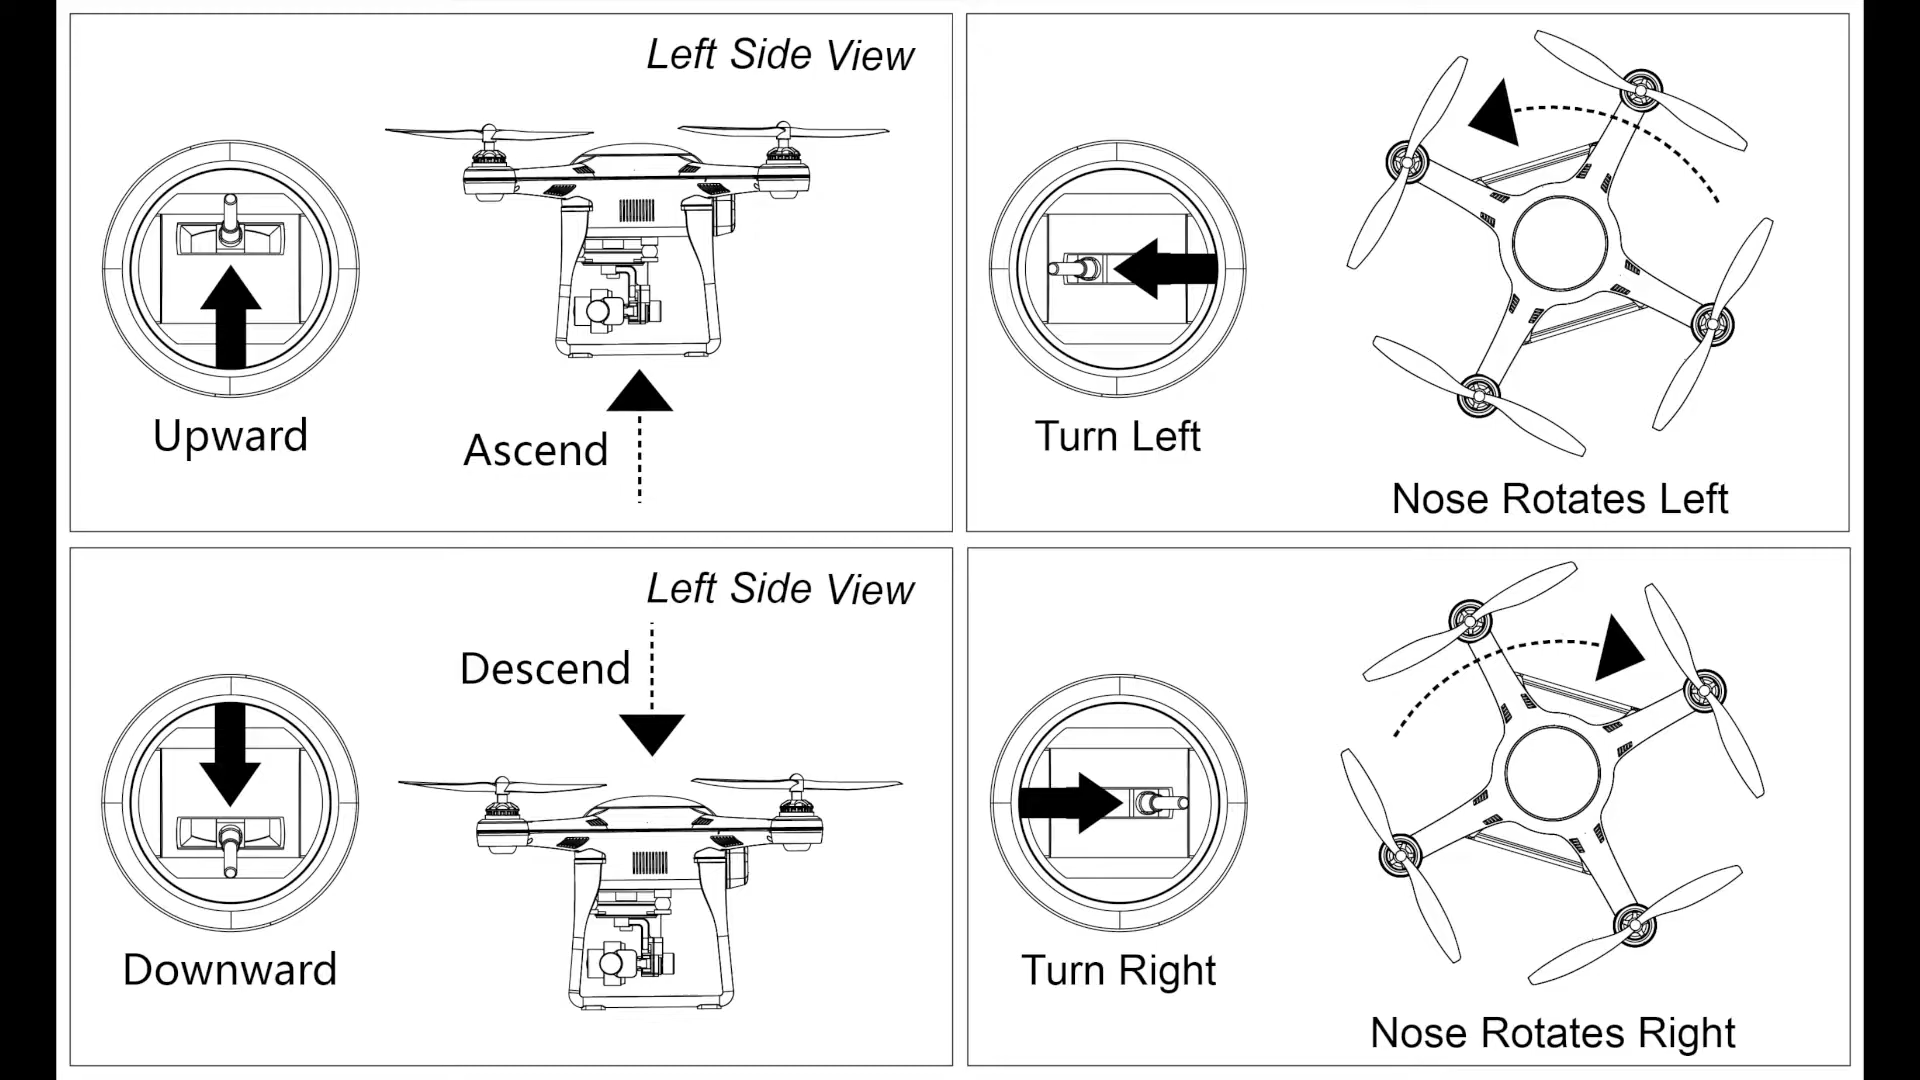 Left Side View
Upward
Ascend
Turn Left
Nose Rotates Left
Left Side View
Descend
Downward
Turn Right
Nose Rotates Right